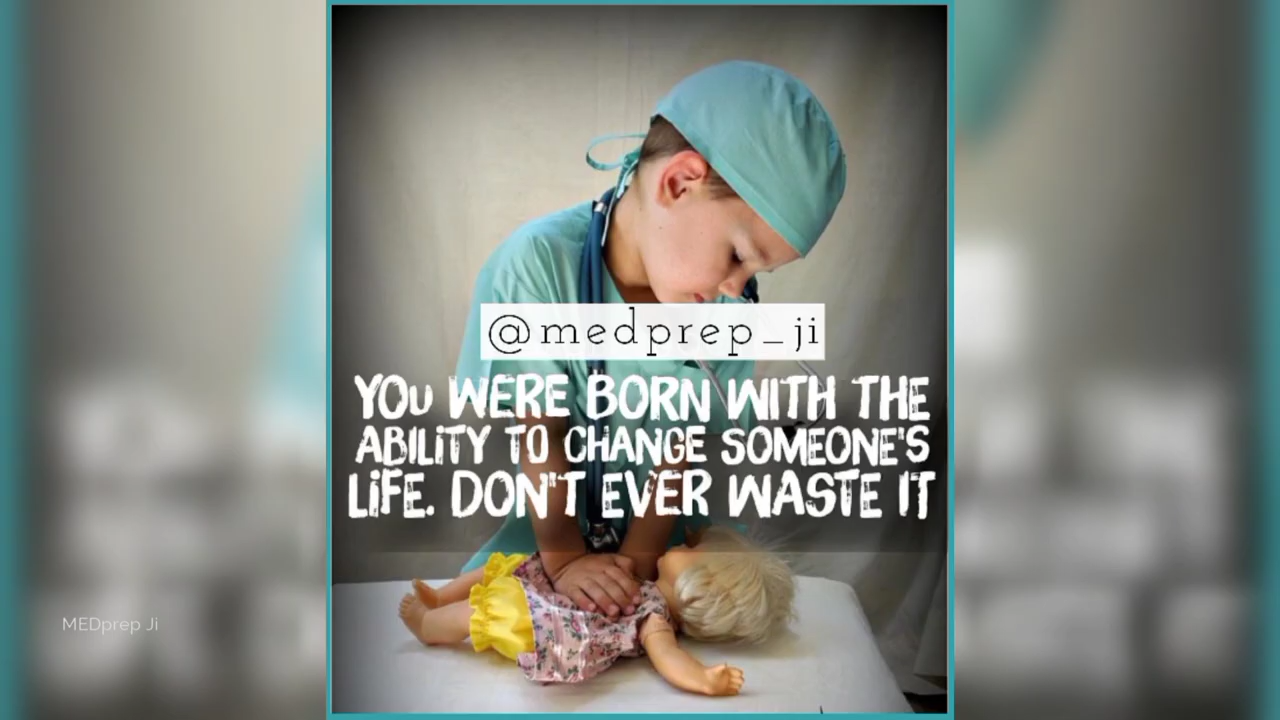 @medprep_ji
YOu WERE BORN WITH THE
ABiLiTY TO CHANGE SOMEONE'S
LiFE. DON'T EVER WASTE IT
MEDprep Ji